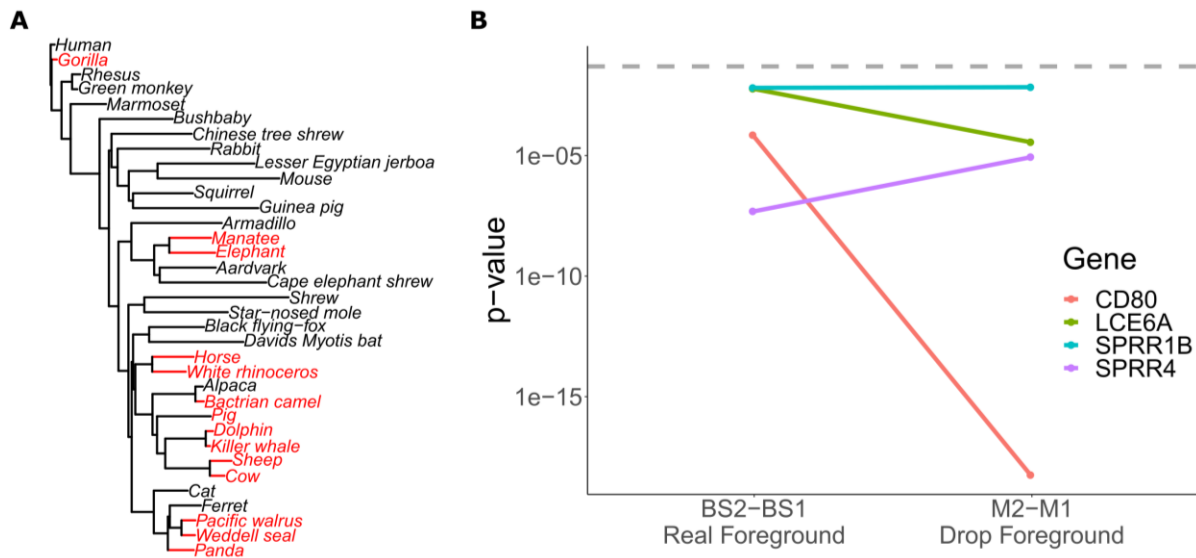 A
Human
Gorilla
Rhesus
Green monkey
Marmoset
Bushbaby
Chinese tree shrew
Rabbit
Lesser Egyptian jerboa
Mouse
Squirrel
Guinea pig
Armadillo
Manatee
Elephant
Aardvark
Cape elephant shrew
Shrew
Star−nosed mole
Black flying−fox
Davids Myotis bat
Horse
White rhinoceros
Alpaca
Bactrian camel
Pig
Dolphin
Killer whale
Sheep
Cow
Cat
Ferret
Pacific walrus
Weddell seal
Panda
B
p−value
1e−05
1e−10
1e−15
BS2−BS1
Real Foreground
M2−M1
Drop Foreground
Gene
CD80
LCE6A
SPRR1B
SPRR4